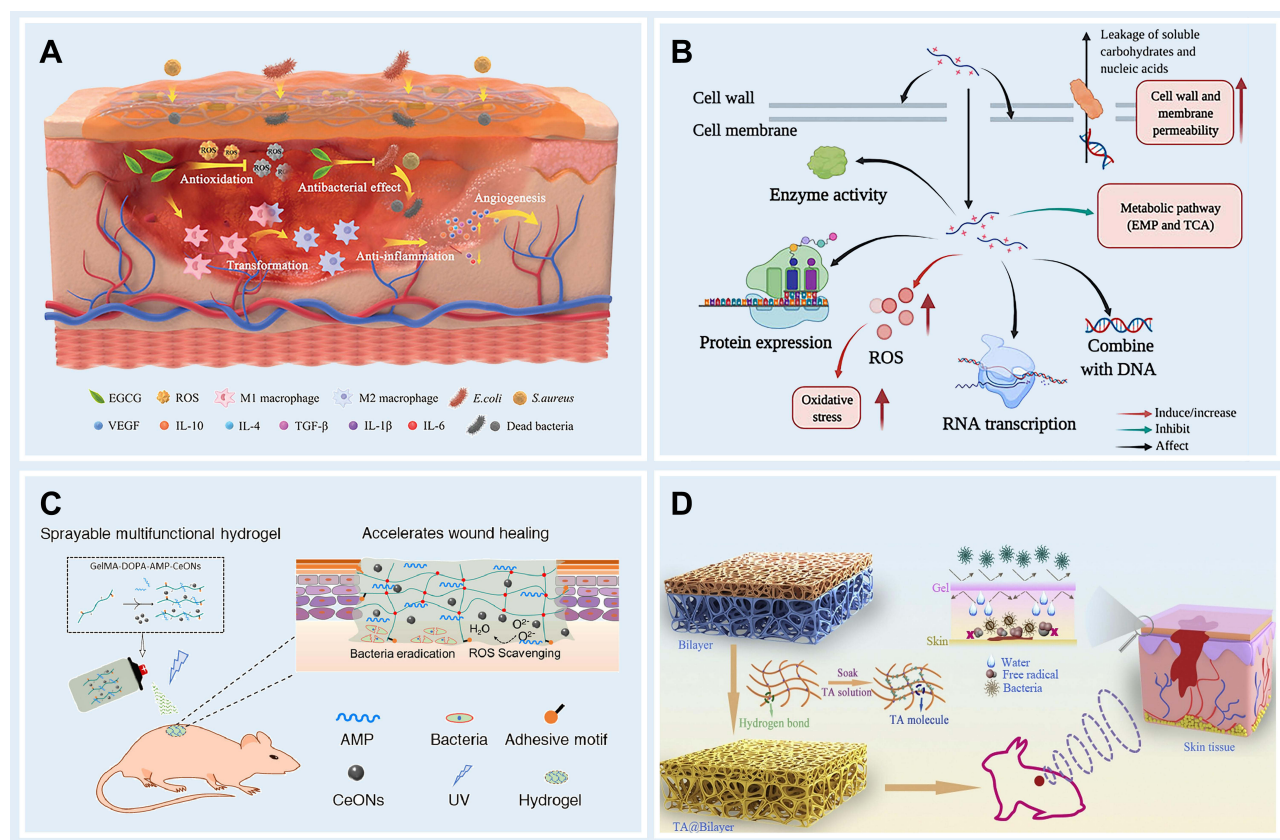 A
ROS
ROS
ROS
ROS
Antioxidation
Antibacterial effect
Angiogenesis
Transformation
Anti-inflammation
EGCG
ROS
M1 macrophage
M2 macrophage
E.coli
S.aureus
VEGF
IL-10
IL-4
TGF-β
IL-1β
IL-6
Dead bacteria
B
Leakage of soluble
carbohydrates and
nucleic acids
Cell wall
Cell membrane
Cell wall and
membrane
permeability
Enzyme activity
Metabolic pathway
(EMP and TCA)
Protein expression
ROS
Combine
with DNA
Oxidative
stress
RNA transcription
Induce/increase
Inhibit
Affect
C
Sprayable multifunctional hydrogel
Accelerates wound healing
GelMA-DOPA-AMP-CeONs
H₂O
O²⁻
O²⁻
Bacteria eradication
ROS Scavenging
AMP
Bacteria
Adhesive motif
CeONs
UV
Hydrogel
D
Bilayer
Gel
Skin
Water
Free radical
Bacteria
Soak
TA solution
Hydrogen bond
TA molecule
Skin tissue
TA@Bilayer